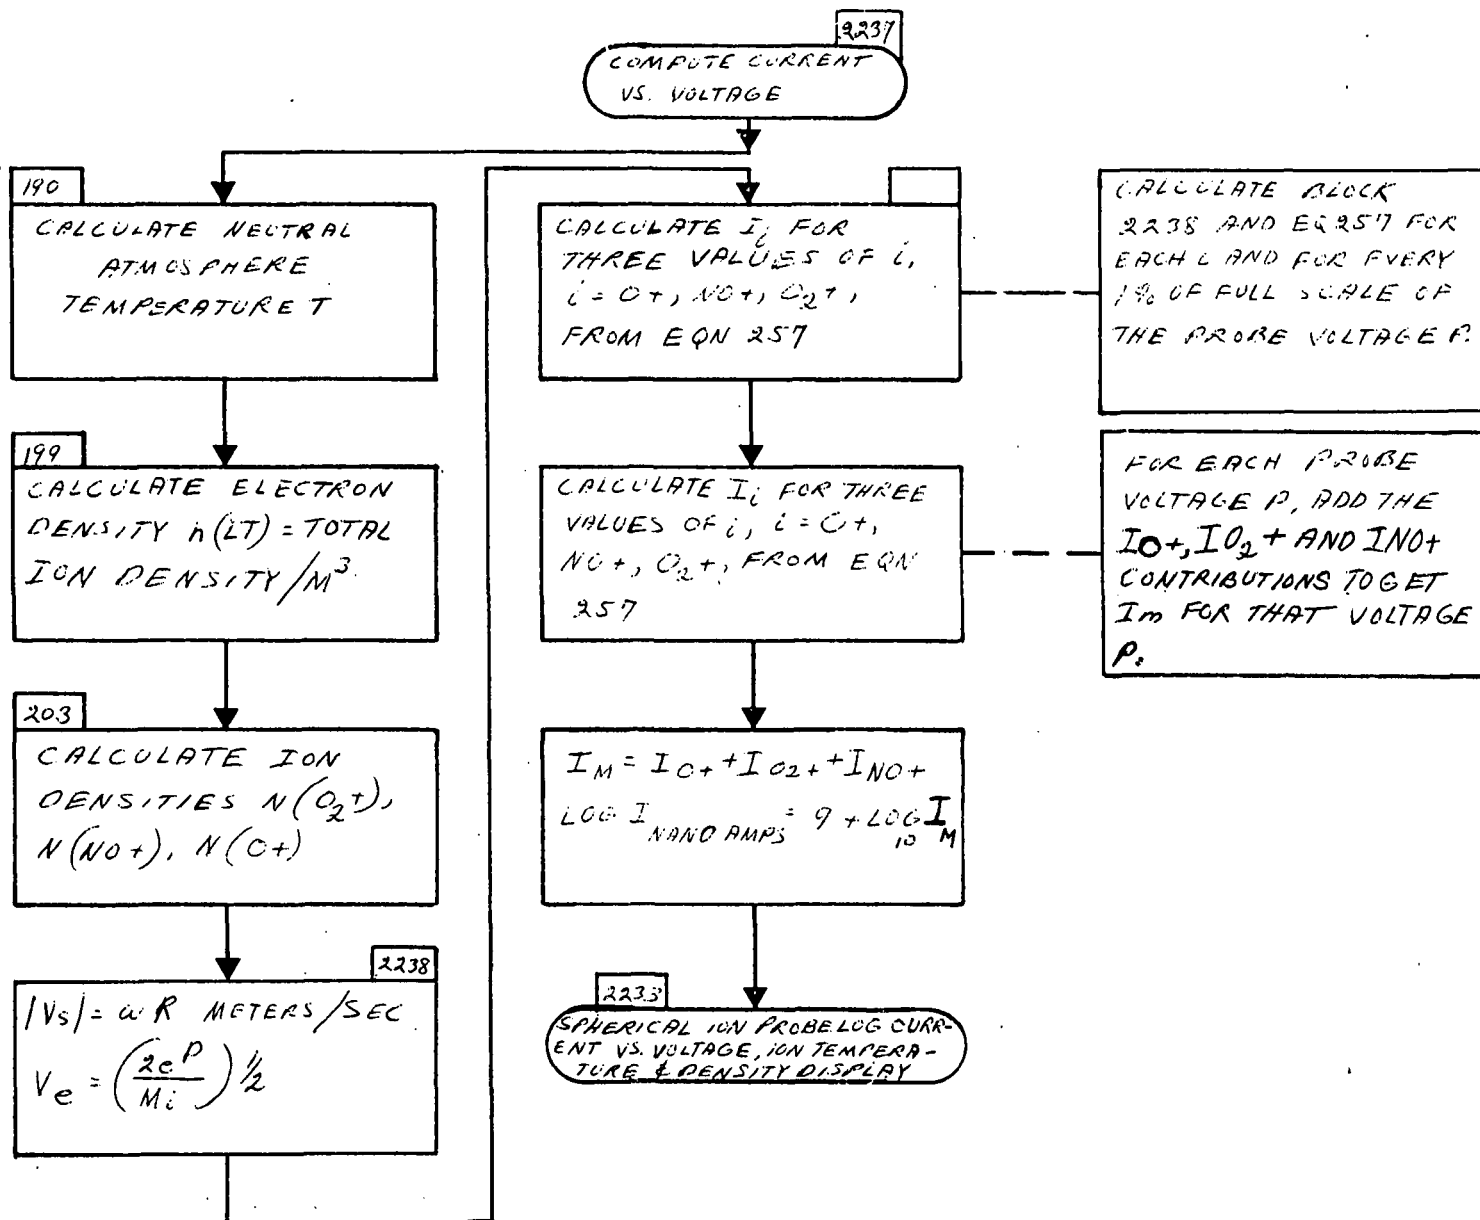 2237
COMPUTE CURRENT
VS. VOLTAGE
190
CALCULATE NEUTRAL
ATMOSPHERE
TEMPERATURE T
199
CALCULATE ELECTRON
DENSITY n(LT) = TOTAL
ION DENSITY/M³
203
CALCULATE ION
DENSITIES N(O₂+),
N(NO+), N(O+)
2238
|Vs| = ωR METERS/SEC
Ve = (2eP/Mi)½
CALCULATE Ii FOR
THREE VALUES OF i,
i = O+, NO+, O₂+,
FROM EQN 257
CALCULATE Ii FOR THREE
VALUES OF i, i = O+,
NO+, O₂+, FROM EQN
257
IM = IO+ + IO2+ + INO+
LOG I NANO AMPS = 9 + LOG10 IM
2233
SPHERICAL ION PROBE LOG CURR-
ENT VS. VOLTAGE, ION TEMPERA-
TURE & DENSITY DISPLAY
CALCULATE BLOCK
2238 AND EQ 257 FOR
EACH i AND FOR EVERY
1% OF FULL SCALE OF
THE PROBE VOLTAGE P.
FOR EACH PROBE
VOLTAGE P, ADD THE
IO+, IO₂+ AND INO+
CONTRIBUTIONS TO GET
Im FOR THAT VOLTAGE
P.